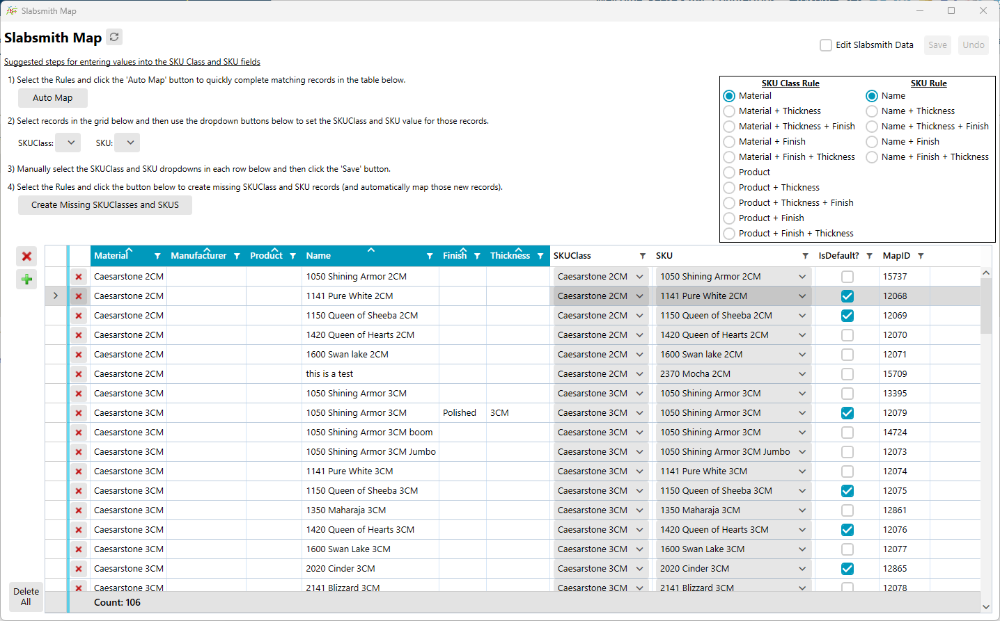 Slabsmith Map
Slabsmith Map
Edit Slabsmith Data Save Undo
Suggested steps for entering values into the SKU Class and SKU fields
1) Select the Rules and click the 'Auto Map' button to quickly complete matching records in the table below.
Auto Map
2) Select records in the grid below and then use the dropdown buttons below to set the SKUClass and SKU value for those records.
SKUClass: SKU:
3) Manually select the SKUClass and SKU dropdowns in each row below and then click the 'Save' button.
4) Select the Rules and click the button below to create missing SKUClass and SKU records (and automatically map those new records).
Create Missing SKUClasses and SKUS
SKU Class Rule SKU Rule
Material Name
Material + Thickness Name + Thickness
Material + Thickness + Finish Name + Thickness + Finish
Material + Finish Name + Finish
Material + Finish + Thickness Name + Finish + Thickness
Product
Product + Thickness
Product + Thickness + Finish
Product + Finish
Product + Finish + Thickness
Material Manufacturer Product Name Finish Thickness SKUClass SKU IsDefault? MapID
Caesarstone 2CM 1050 Shining Armor 2CM Caesarstone 2CM 1050 Shining Armor 2CM 15737
Caesarstone 2CM 1141 Pure White 2CM Caesarstone 2CM 1141 Pure White 2CM 12068
Caesarstone 2CM 1150 Queen of Sheeba 2CM Caesarstone 2CM 1150 Queen of Sheeba 2CM 12069
Caesarstone 2CM 1420 Queen of Hearts 2CM Caesarstone 2CM 1420 Queen of Hearts 2CM 12070
Caesarstone 2CM 1600 Swan lake 2CM Caesarstone 2CM 1600 Swan lake 2CM 12071
Caesarstone 2CM this is a test Caesarstone 2CM 2370 Mocha 2CM 15709
Caesarstone 3CM 1050 Shining Armor 3CM Caesarstone 3CM 1050 Shining Armor 3CM 13395
Caesarstone 3CM 1050 Shining Armor 3CM Polished 3CM Caesarstone 3CM 1050 Shining Armor 3CM 12079
Caesarstone 3CM 1050 Shining Armor 3CM boom Caesarstone 3CM 1050 Shining Armor 3CM 14724
Caesarstone 3CM 1050 Shining Armor 3CM Jumbo Caesarstone 3CM 1050 Shining Armor 3CM Jumbo 12073
Caesarstone 3CM 1141 Pure White 3CM Caesarstone 3CM 1141 Pure White 3CM 12074
Caesarstone 3CM 1150 Queen of Sheeba 3CM Caesarstone 3CM 1150 Queen of Sheeba 3CM 12075
Caesarstone 3CM 1350 Maharaja 3CM Caesarstone 3CM 1350 Maharaja 3CM 12861
Caesarstone 3CM 1420 Queen of Hearts 3CM Caesarstone 3CM 1420 Queen of Hearts 3CM 12076
Caesarstone 3CM 1600 Swan Lake 3CM Caesarstone 3CM 1600 Swan Lake 3CM 12077
Caesarstone 3CM 2020 Cinder 3CM Caesarstone 3CM 2020 Cinder 3CM 12865
Caesarstone 3CM 2141 Blizzard 3CM Caesarstone 3CM 2141 Blizzard 3CM 12078
Delete All
Count: 106